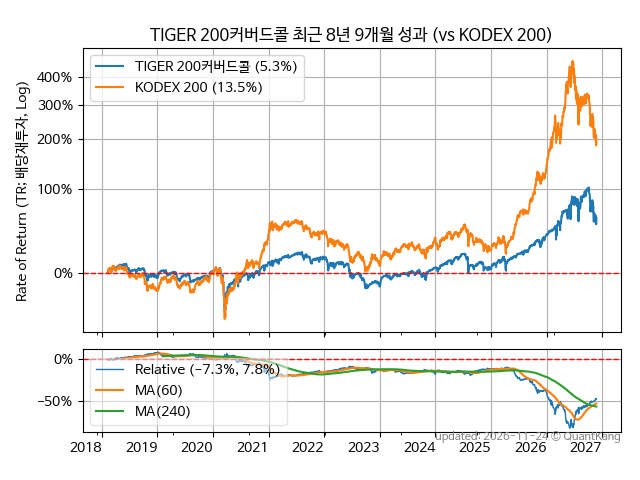 TIGER 200커버드콜 최근 8년 9개월 성과 (vs KODEX 200)
Rate of Return (TR: 배당재투자, Log)
TIGER 200커버드콜 (5.3%)
KODEX 200 (13.5%)
400%
300%
200%
100%
0%
0%
−50%
Relative (−7.3%, 7.8%)
MA(60)
MA(240)
2018 2019 2020 2021 2022 2023 2024 2025 2026 2027
updated: 2026-11-24 © QuantKang